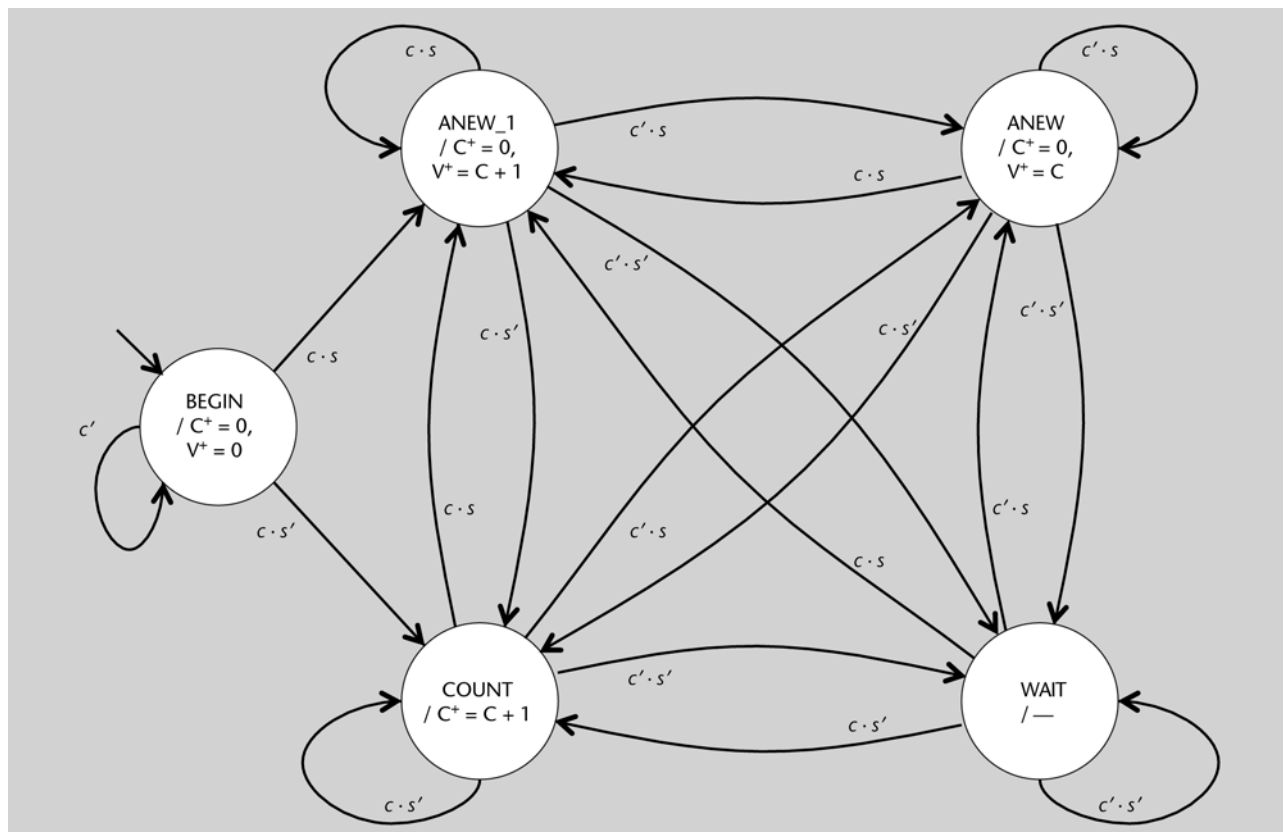 c · s
c′ · s
ANEW_1
/ C⁺ = 0,
V⁺ = C + 1
ANEW
/ C⁺ = 0,
V⁺ = C
c′ · s
c · s
c′ · s′
c′ · s′
c · s′
c · s′
c · s
BEGIN
/ C⁺ = 0,
V⁺ = 0
c′
c · s′
c · s
c′ · s
c′ · s
c · s
COUNT
/ C⁺ = C + 1
WAIT
/ —
c′ · s′
c · s′
c · s′
c′ · s′